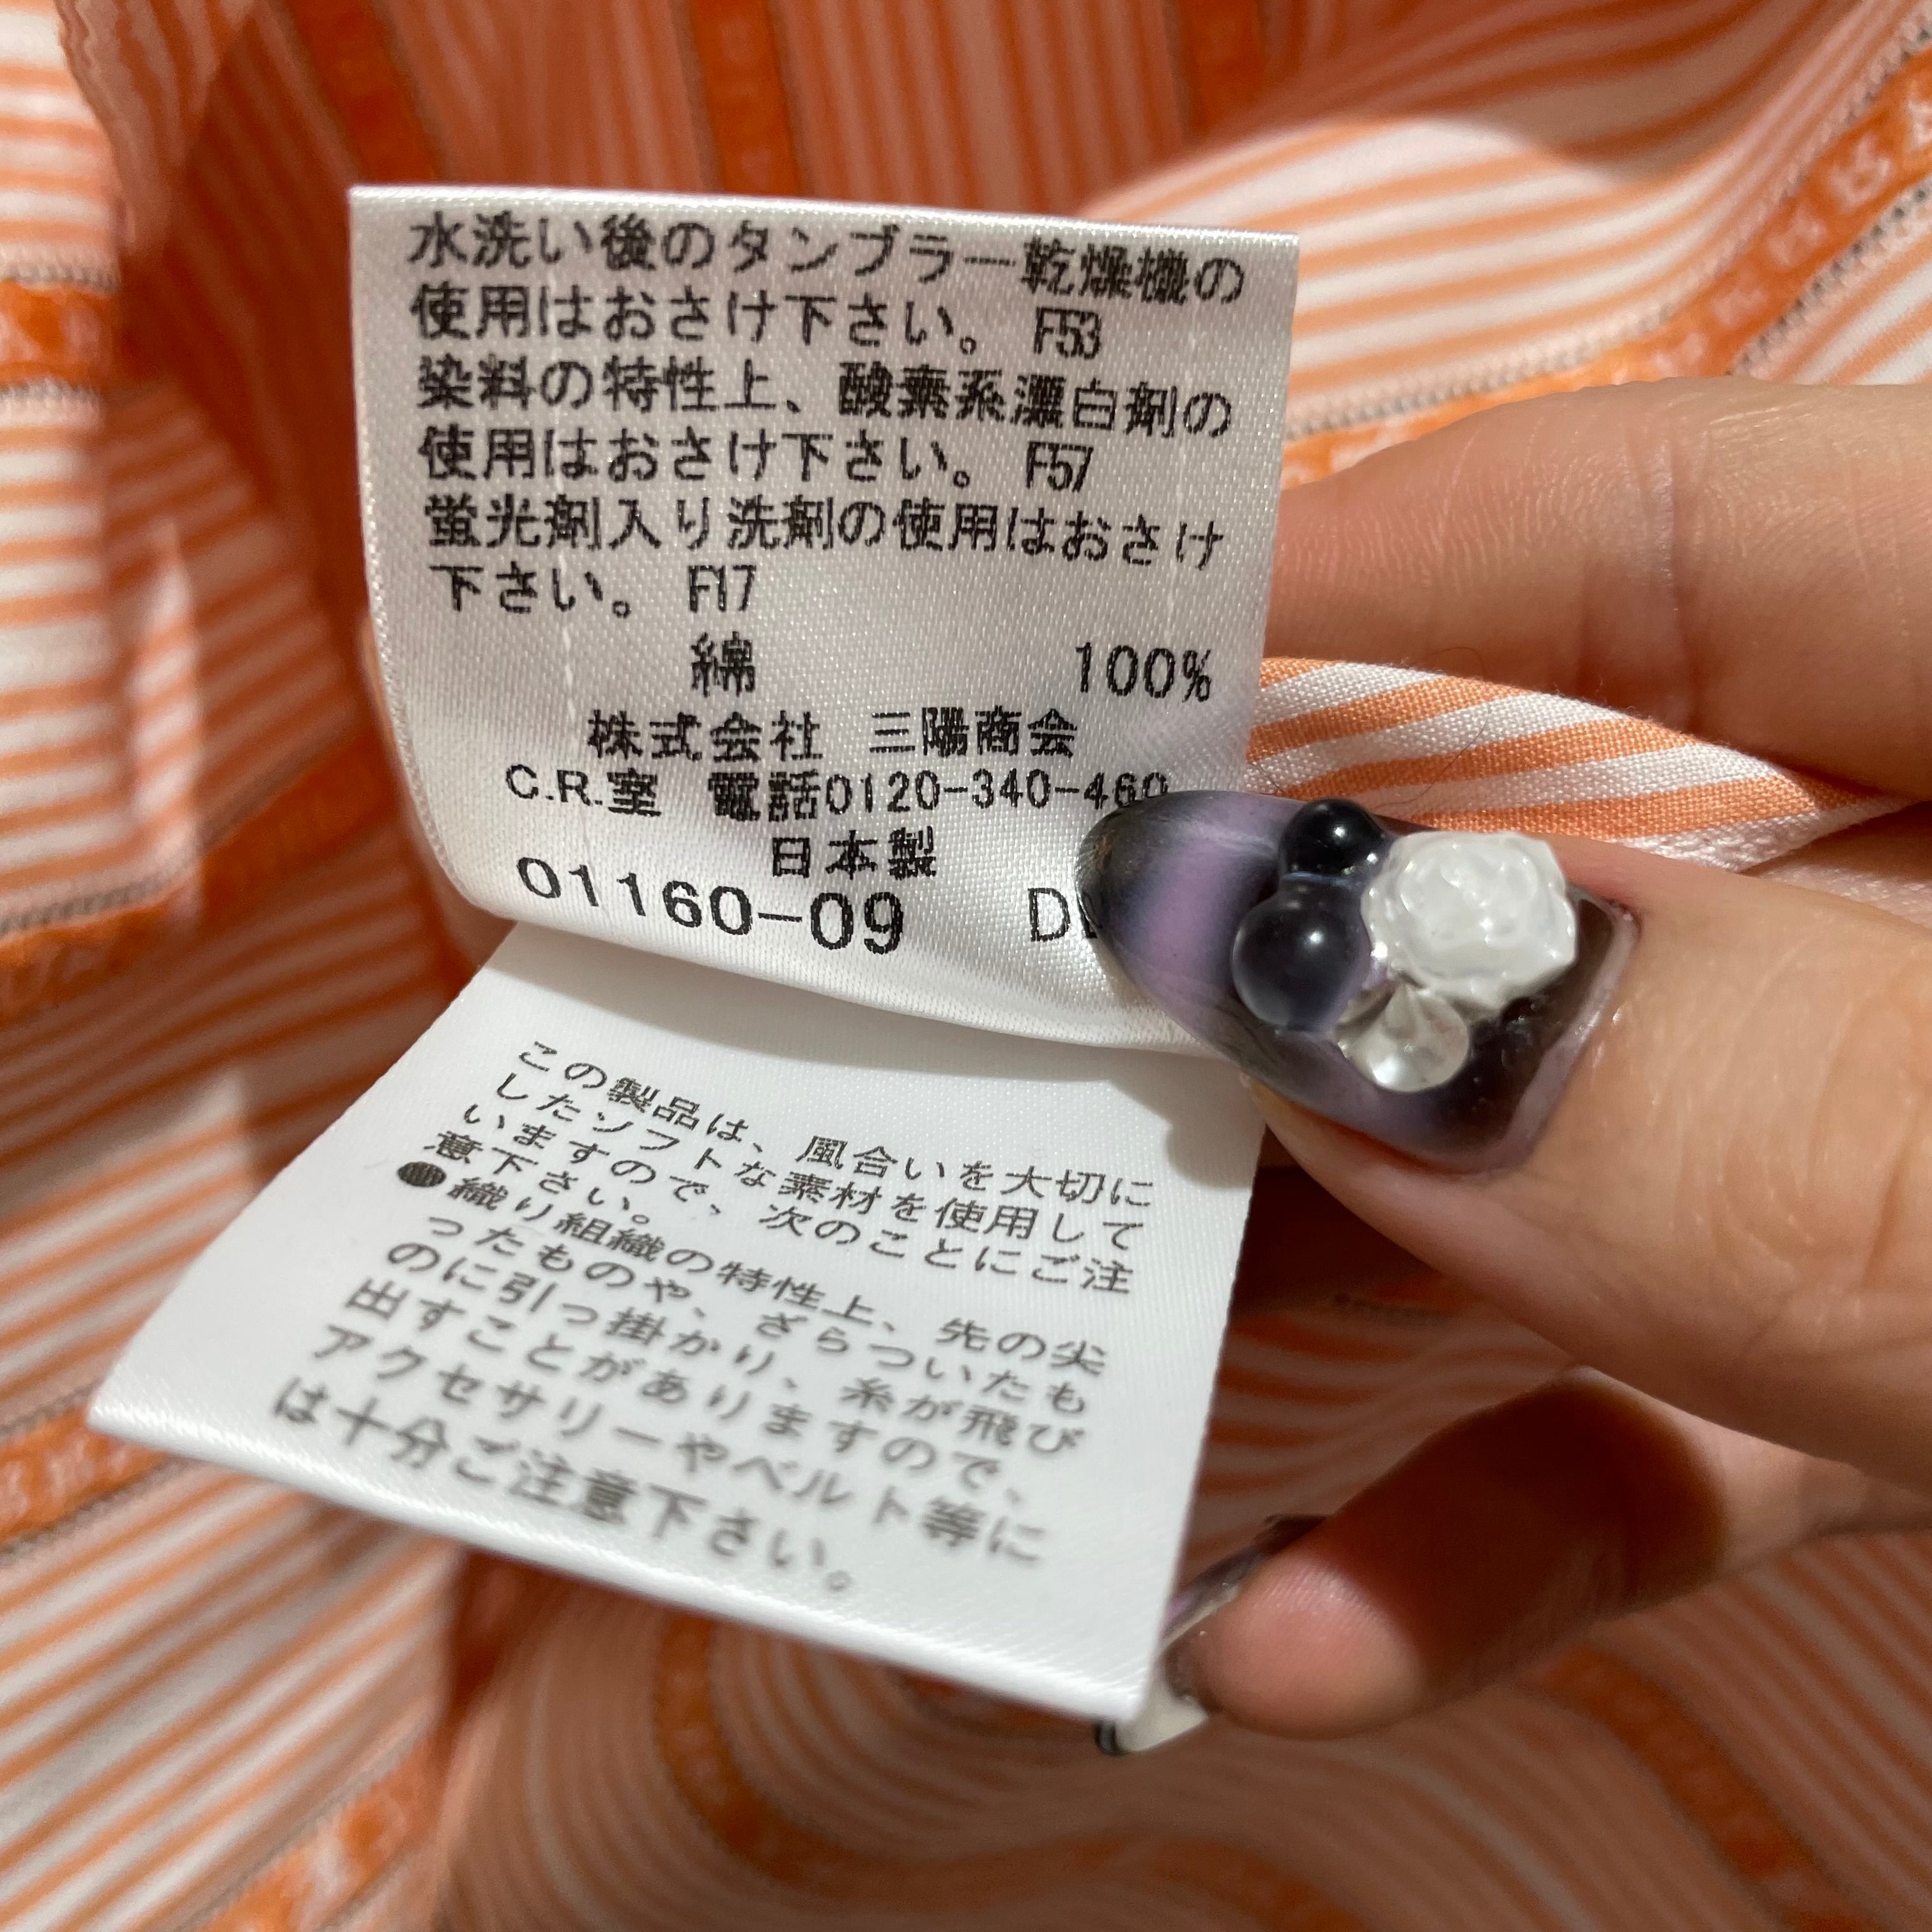 水洗い後のタンブラー乾燥機の
使用はおさけ下さい。 F53
染料の特性上、酸素系漂白剤の
使用はおさけ下さい。 F57
蛍光剤入り洗剤の使用はおさけ
下さい。 F17
綿 100%
株式会社 三陽商会
C.R.室 電話0120-340-460
日本製
01160-09
この製品は、風合いを大切に
したソフトな素材を使用して
いますので、次のことにご注
意下さい。
●織り組織の特性上、先の尖
ったものや、ざらついたも
のに引っ掛かり、糸が飛び
出すことがありますので、
アクセサリーやベルト等に
は十分ご注意下さい。